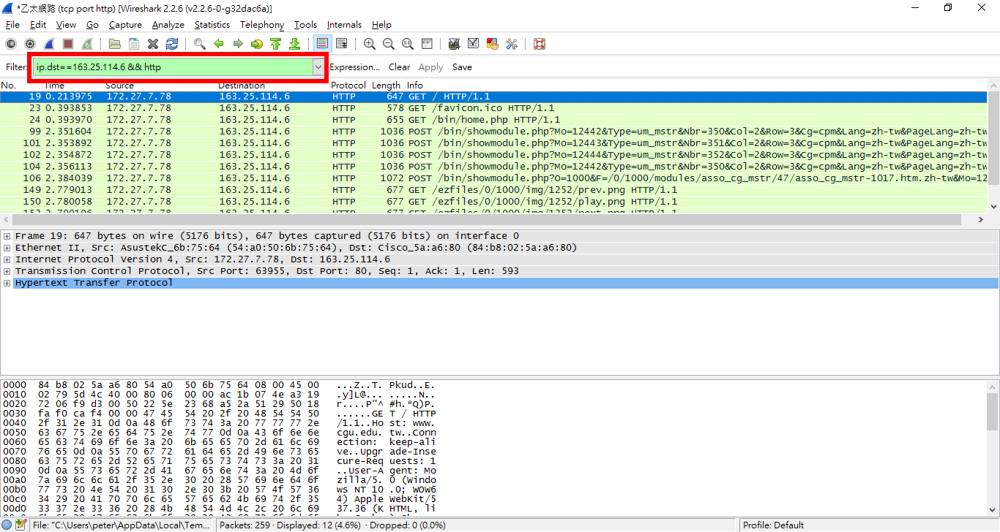 *乙太網路 (tcp port http) [Wireshark 2.2.6 (v2.2.6-0-g32dac6a)]
File Edit View Go Capture Analyze Statistics Telephony Tools Internals Help
Filter: ip.dst==163.25.114.6 && http Expression... Clear Apply Save
No. Time Source Destination Protocol Length Info
19 0.213975 172.27.7.78 163.25.114.6 HTTP 647 GET / HTTP/1.1
23 0.393853 172.27.7.78 163.25.114.6 HTTP 578 GET /favicon.ico HTTP/1.1
24 0.393970 172.27.7.78 163.25.114.6 HTTP 655 GET /bin/home.php HTTP/1.1
99 2.351604 172.27.7.78 163.25.114.6 HTTP 1036 POST /bin/showmodule.php?Mo=12442&Type=um_mstr&Nbr=350&Col=2&Row=3&Cg=cpm&Lang=zh-tw&PageLang=zh-tw
101 2.353892 172.27.7.78 163.25.114.6 HTTP 1036 POST /bin/showmodule.php?Mo=12443&Type=um_mstr&Nbr=351&Col=2&Row=3&Cg=cpm&Lang=zh-tw&PageLang=zh-tw
102 2.354872 172.27.7.78 163.25.114.6 HTTP 1036 POST /bin/showmodule.php?Mo=12444&Type=um_mstr&Nbr=352&Col=2&Row=3&Cg=cpm&Lang=zh-tw&PageLang=zh-tw
104 2.356113 172.27.7.78 163.25.114.6 HTTP 1036 POST /bin/showmodule.php?Mo=12442&Type=um_mstr&Nbr=350&Col=2&Row=3&Cg=cpm&Lang=zh-tw&PageLang=zh-tw
106 2.384039 172.27.7.78 163.25.114.6 HTTP 1072 POST /bin/showmodule.php?O=1000&F=/0/1000/modules/asso_cg_mstr/47/asso_cg_mstr-1017.htm.zh-tw&Mo=12
149 2.779013 172.27.7.78 163.25.114.6 HTTP 677 GET /ezfiles/0/1000/img/1252/prev.png HTTP/1.1
150 2.780058 172.27.7.78 163.25.114.6 HTTP 677 GET /ezfiles/0/1000/img/1252/play.png HTTP/1.1
Frame 19: 647 bytes on wire (5176 bits), 647 bytes captured (5176 bits) on interface 0
Ethernet II, Src: AsustekC_6b:75:64 (54:a0:50:6b:75:64), Dst: Cisco_5a:a6:80 (84:b8:02:5a:a6:80)
Internet Protocol Version 4, Src: 172.27.7.78, Dst: 163.25.114.6
Transmission Control Protocol, Src Port: 63955, Dst Port: 80, Seq: 1, Ack: 1, Len: 593
Hypertext Transfer Protocol
0000 84 b8 02 5a a6 80 54 a0 50 6b 75 64 08 00 45 00 ...Z..T. Pkud..E.
0010 02 79 5d 4c 40 00 80 06 00 00 ac 1b 07 4e a3 19 .y]L@... .....N..
0020 72 06 f9 d3 00 50 22 5e 23 68 a5 2a 51 29 50 18 r....P"^ #h.*Q)P.
0030 fa f0 ca f4 00 00 47 45 54 20 2f 20 48 54 54 50 ......GE T / HTTP
0040 2f 31 2e 31 0d 0a 48 6f 73 74 3a 20 77 77 77 2e /1.1..Ho st: www.
0050 63 67 75 2e 65 64 75 2e 74 77 0d 0a 43 6f 6e 6e cgu.edu. tw..Conn
0060 65 63 74 69 6f 6e 3a 20 6b 65 65 70 2d 61 6c 69 ection: keep-ali
0070 76 65 0d 0a 55 70 67 72 61 64 65 2d 49 6e 73 65 ve..Upgr ade-Inse
0080 63 75 72 65 2d 52 65 71 75 65 73 74 73 3a 20 31 cure-Req uests: 1
0090 0d 0a 55 73 65 72 2d 41 67 65 6e 74 3a 20 4d 6f ..User-A gent: Mo
00a0 7a 69 6c 6c 61 2f 35 2e 30 20 28 57 69 6e 64 6f zilla/5. 0 (Windo
00b0 77 73 20 4e 54 20 31 30 2e 30 3b 20 57 4f 57 36 ws NT 10 .0; WOW6
00c0 34 29 20 41 70 70 6c 65 57 65 62 4b 69 74 2f 35 4) Apple WebKit/5
00d0 33 37 2e 33 36 20 28 4b 48 54 4d 4c 2c 20 6c 69 37.36 (K HTML, li
File: "C:\Users\peter\AppData\Local\Tem... Packets: 259 · Displayed: 12 (4.6%) · Dropped: 0 (0.0%) Profile: Default